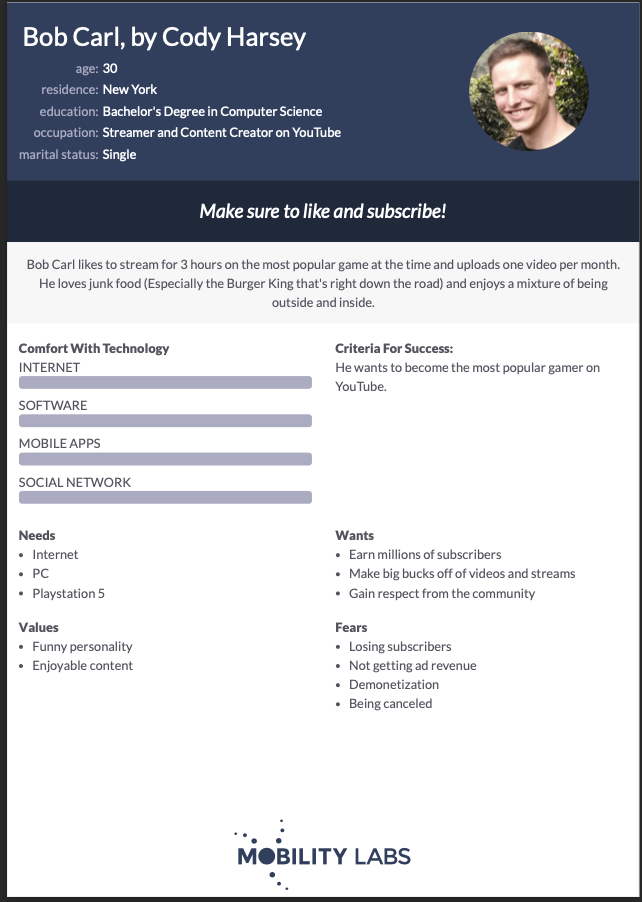 Bob Carl, by Cody Harsey
age: 30
residence: New York
education: Bachelor's Degree in Computer Science
occupation: Streamer and Content Creator on YouTube
marital status: Single
Make sure to like and subscribe!
Bob Carl likes to stream for 3 hours on the most popular game at the time and uploads one video per month.
He loves junk food (Especially the Burger King that's right down the road) and enjoys a mixture of being
outside and inside.
Comfort With Technology
INTERNET
SOFTWARE
MOBILE APPS
SOCIAL NETWORK
Criteria For Success:
He wants to become the most popular gamer on
YouTube.
Needs
• Internet
• PC
• Playstation 5
Wants
• Earn millions of subscribers
• Make big bucks off of videos and streams
• Gain respect from the community
Values
• Funny personality
• Enjoyable content
Fears
• Losing subscribers
• Not getting ad revenue
• Demonetization
• Being canceled
MOBILITY LABS